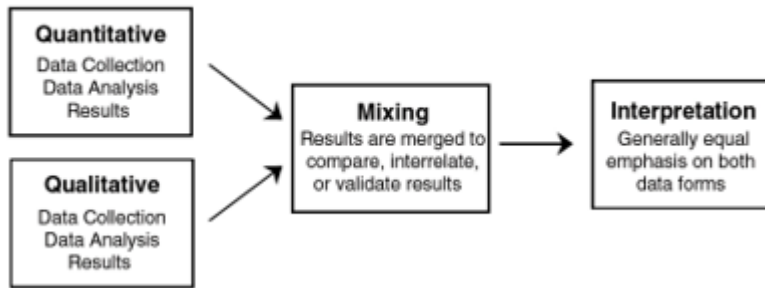 Quantitative
Data Collection
Data Analysis
Results
Qualitative
Data Collection
Data Analysis
Results
Mixing
Results are merged to
compare, interrelate,
or validate results
Interpretation
Generally equal
emphasis on both
data forms